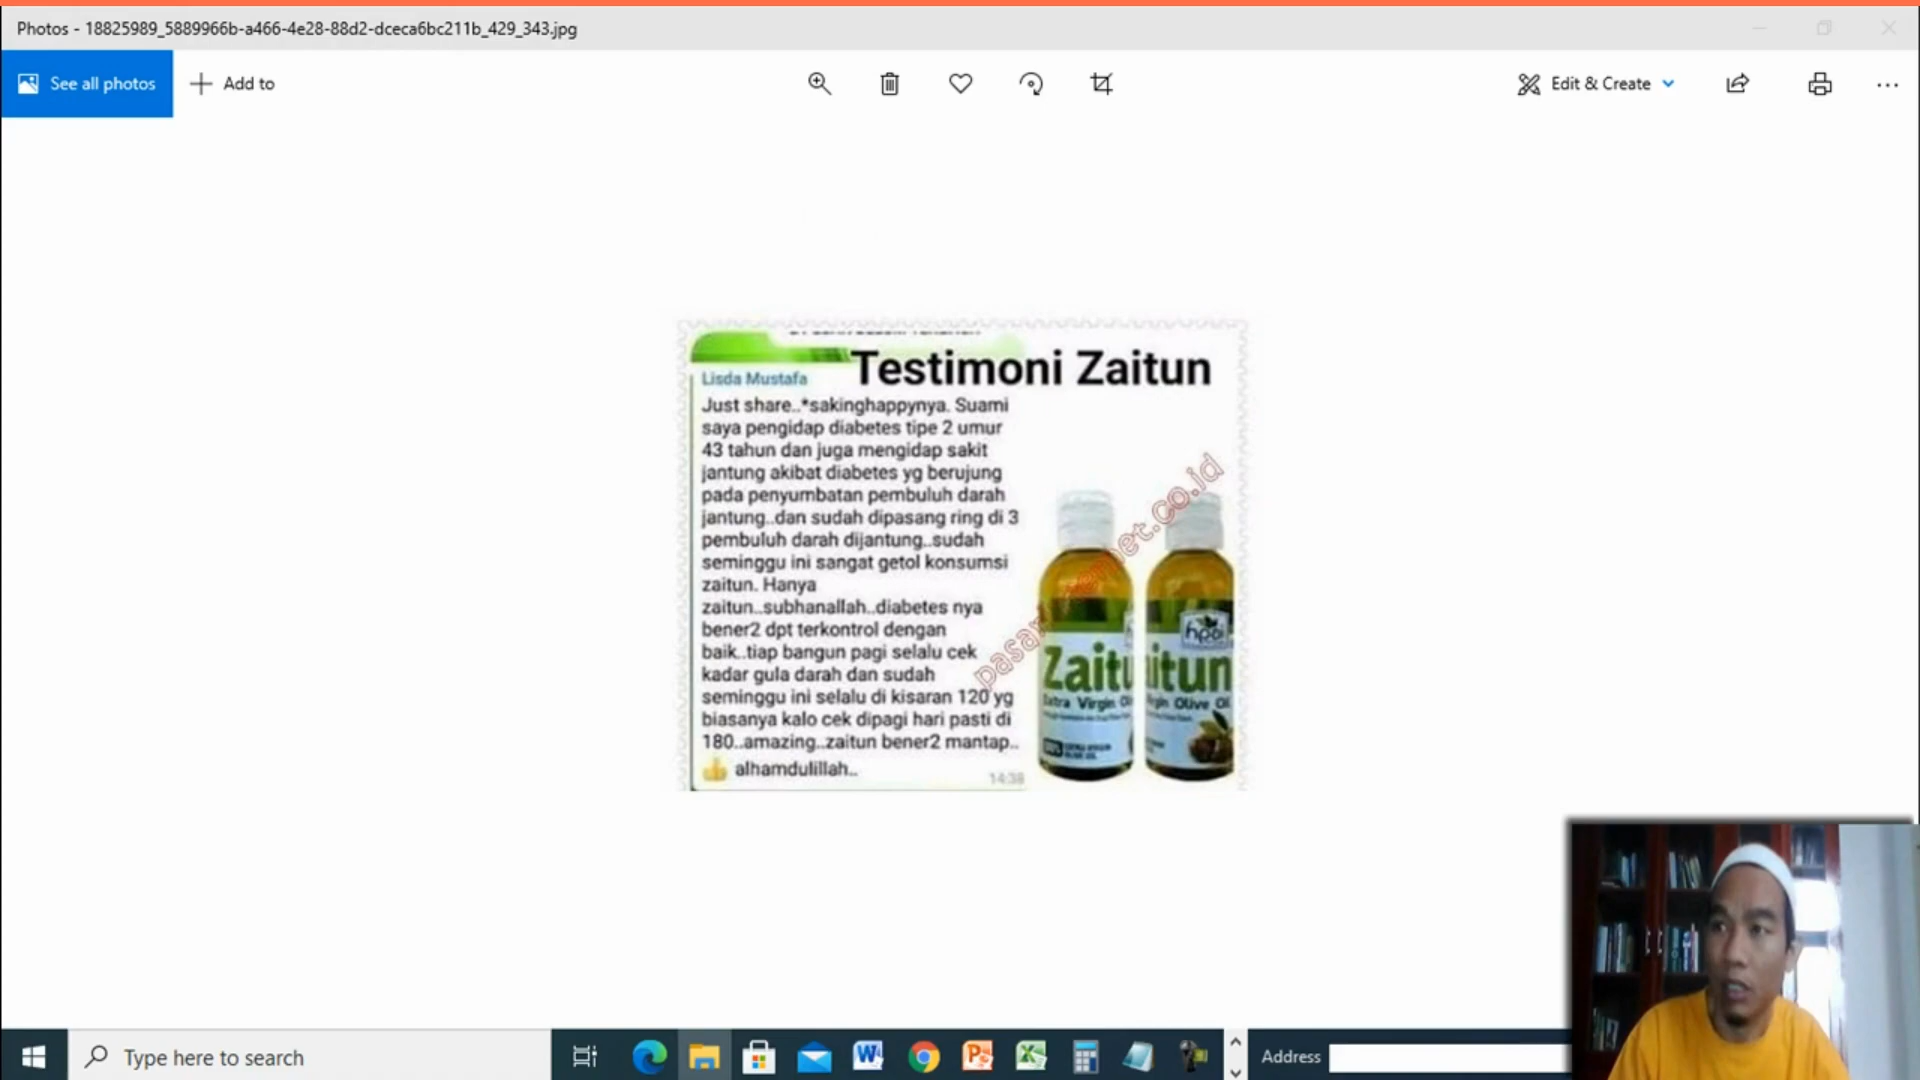 Photos - 18825989_5889966b-a466-4e28-88d2-dceca6bc211b_429_343.jpg
See all photos
Add to
Edit & Create
Testimoni Zaitun
Lisda Mustafa
Just share..*sakinghappynya. Suami
saya pengidap diabetes tipe 2 umur
43 tahun dan juga mengidap sakit
jantung akibat diabetes yg berujung
pada penyumbatan pembuluh darah
jantung..dan sudah dipasang ring di 3
pembuluh darah dijantung..sudah
seminggu ini sangat getol konsumsi
zaitun. Hanya
zaitun..subhanallah..diabetes nya
bener2 dpt terkontrol dengan
baik..tiap bangun pagi selalu cek
kadar gula darah dan sudah
seminggu ini selalu di kisaran 120 yg
biasanya kalo cek dipagi hari pasti di
180..amazing..zaitun bener2 mantap..
alhamdulillah..
14:38
Zaitu
Extra Virgin
hpai
itun
Virgin Olive Oil
Type here to search
Address